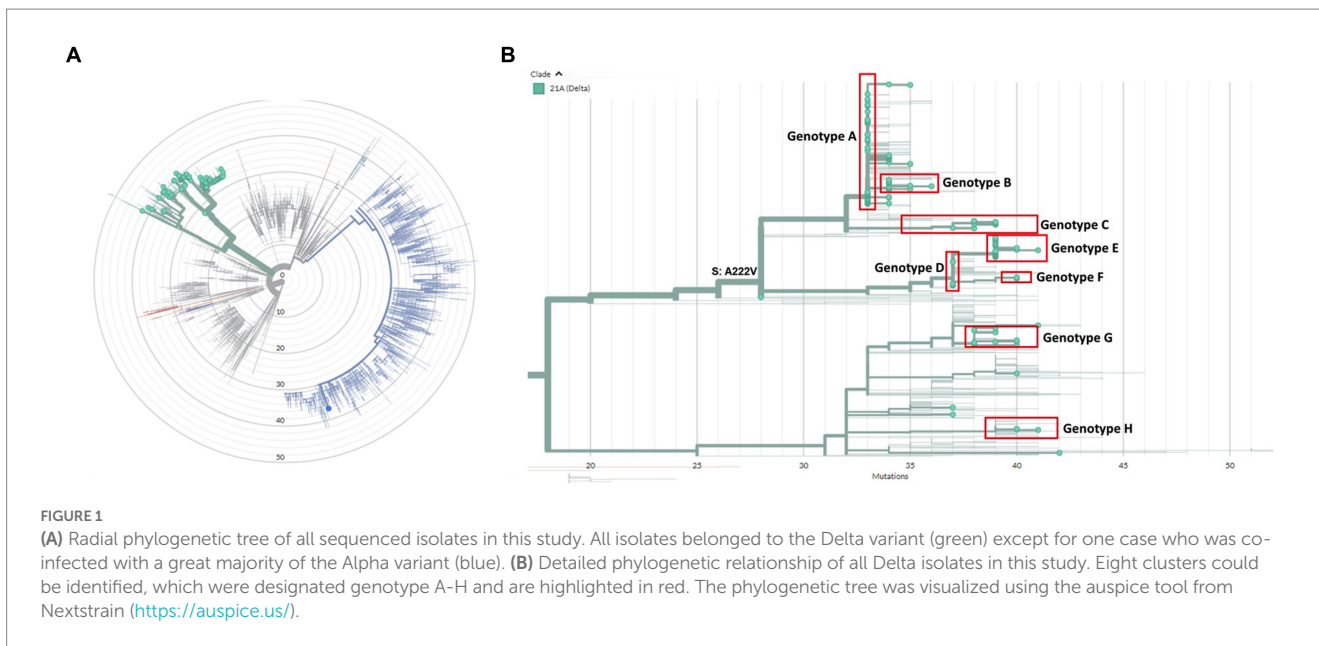 A
0
10
20
30
40
50
B
Clade
21A (Delta)
Genotype A
Genotype B
Genotype C
Genotype E
Genotype D
S: A222V
Genotype F
Genotype G
Genotype H
20
25
30
35
40
45
50
Mutations
FIGURE 1
(A) Radial phylogenetic tree of all sequenced isolates in this study. All isolates belonged to the Delta variant (green) except for one case who was co-
infected with a great majority of the Alpha variant (blue). (B) Detailed phylogenetic relationship of all Delta isolates in this study. Eight clusters could
be identified, which were designated genotype A-H and are highlighted in red. The phylogenetic tree was visualized using the auspice tool from
Nextstrain (https://auspice.us/).